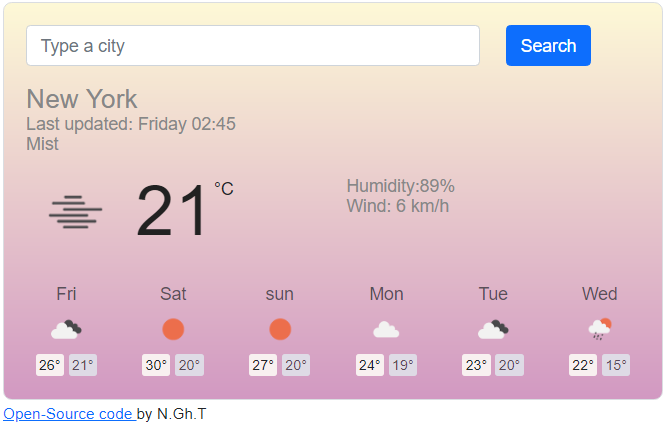 Type a city Search
New York
Last updated: Friday 02:45
Mist
21 °C
Humidity:89%
Wind: 6 km/h
Fri Sat sun Mon Tue Wed
26° 21° 30° 20° 27° 20° 24° 19° 23° 20° 22° 15°
Open-Source code by N.Gh.T